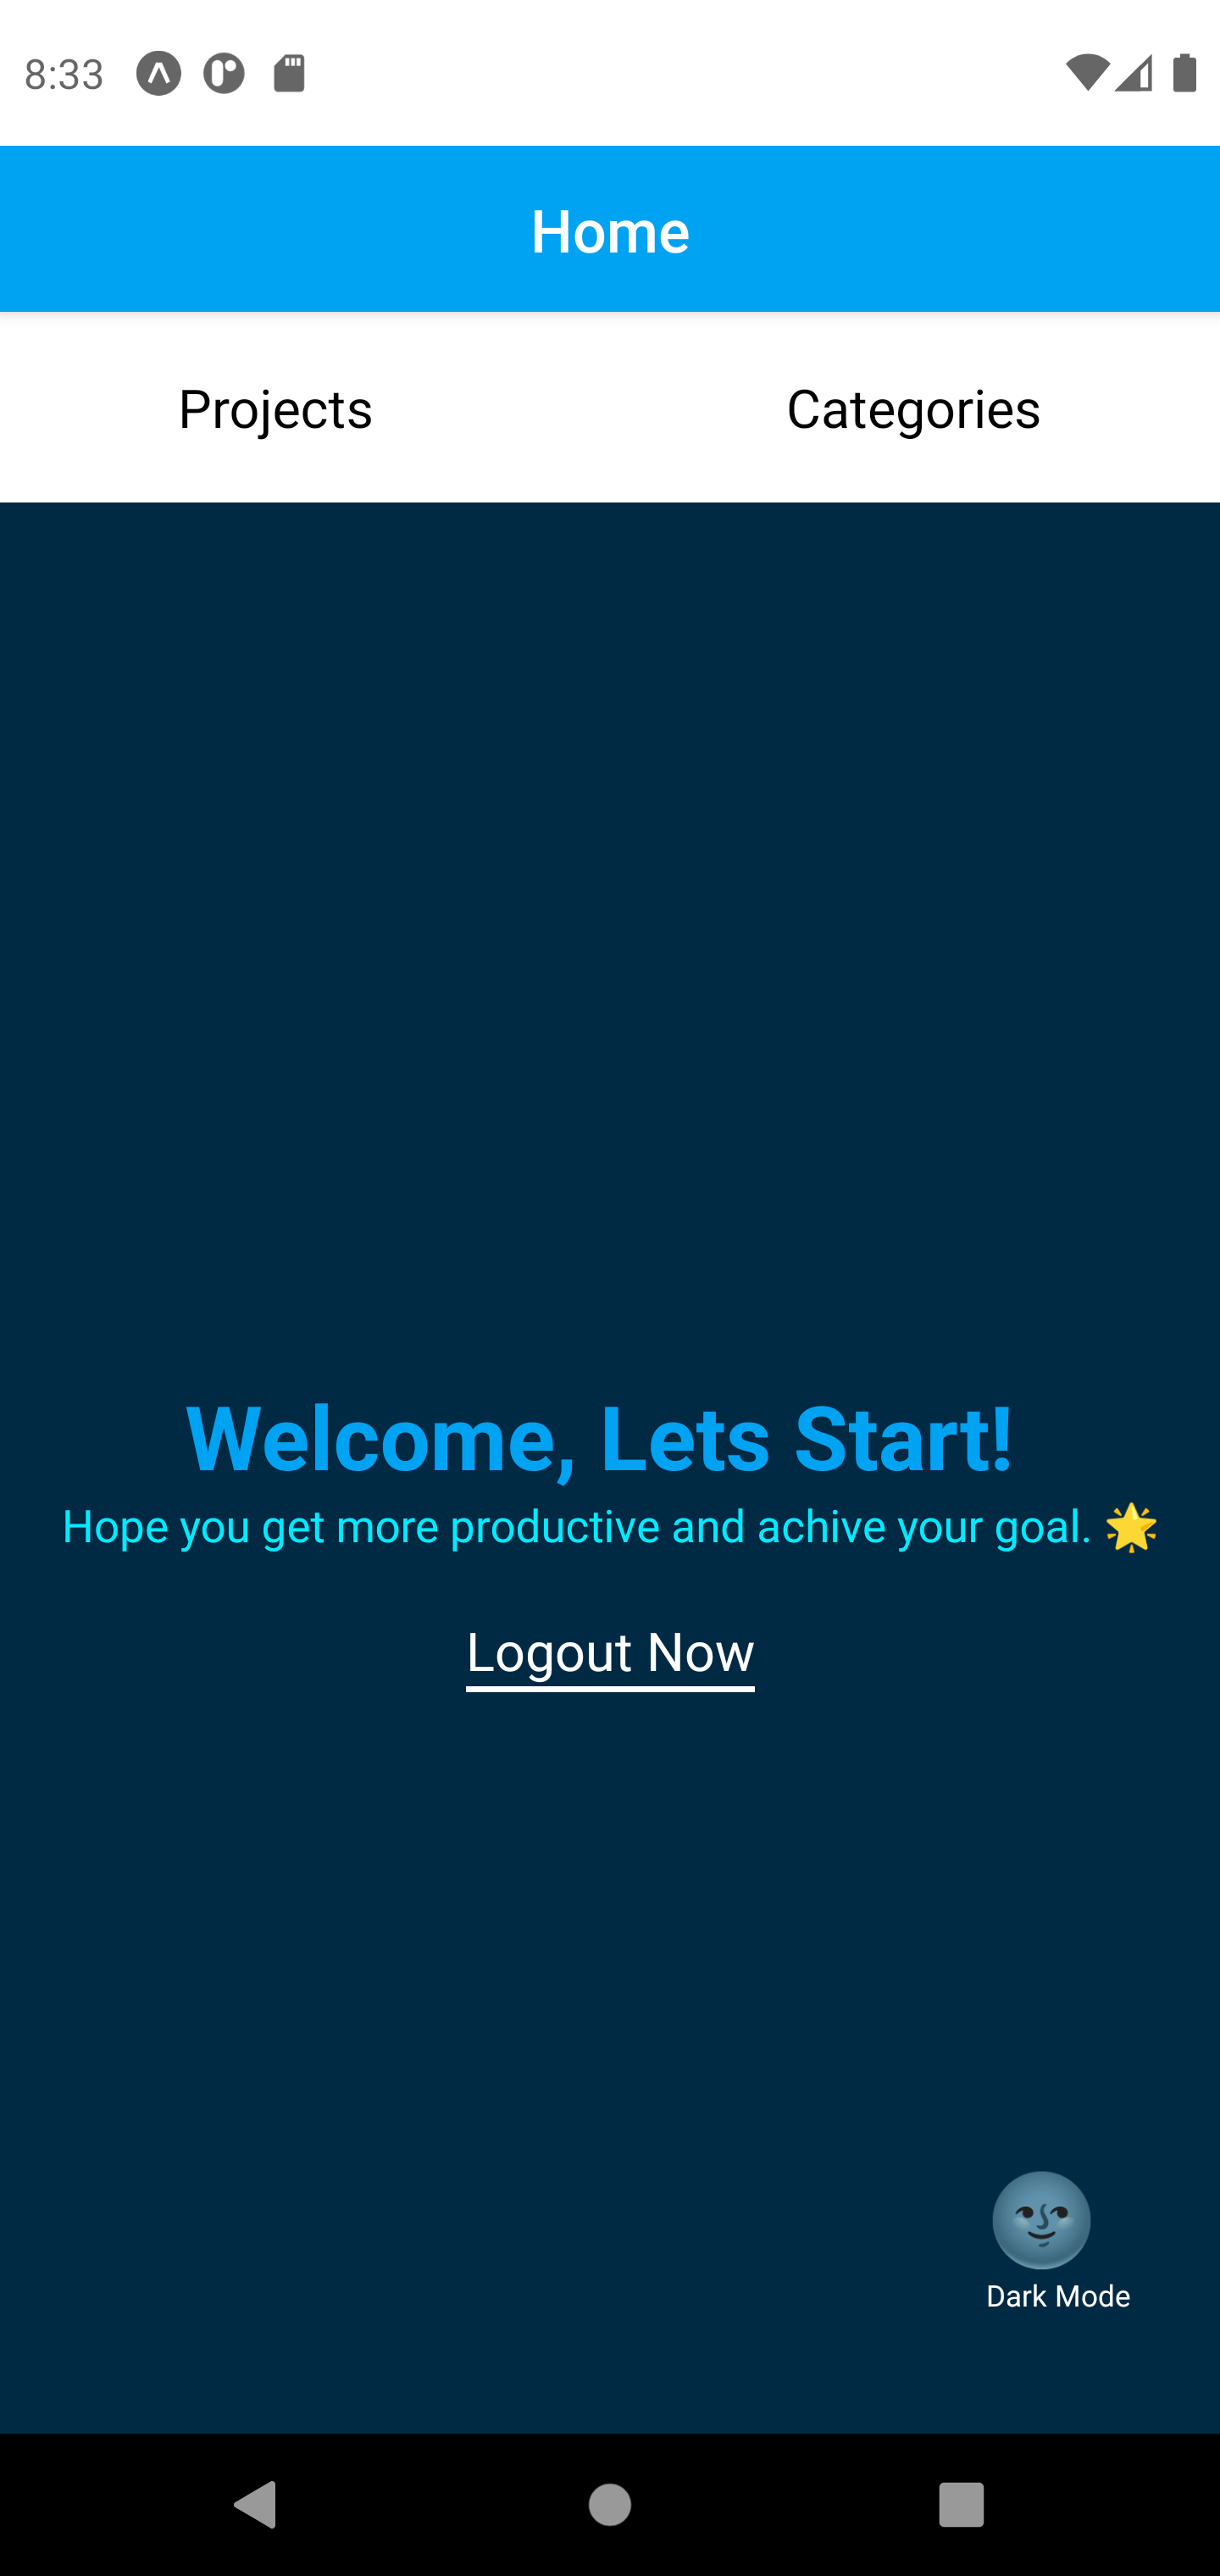 8:33
Home
Projects Categories
Welcome, Lets Start!
Hope you get more productive and achive your goal. 🌟
Logout Now
Dark Mode